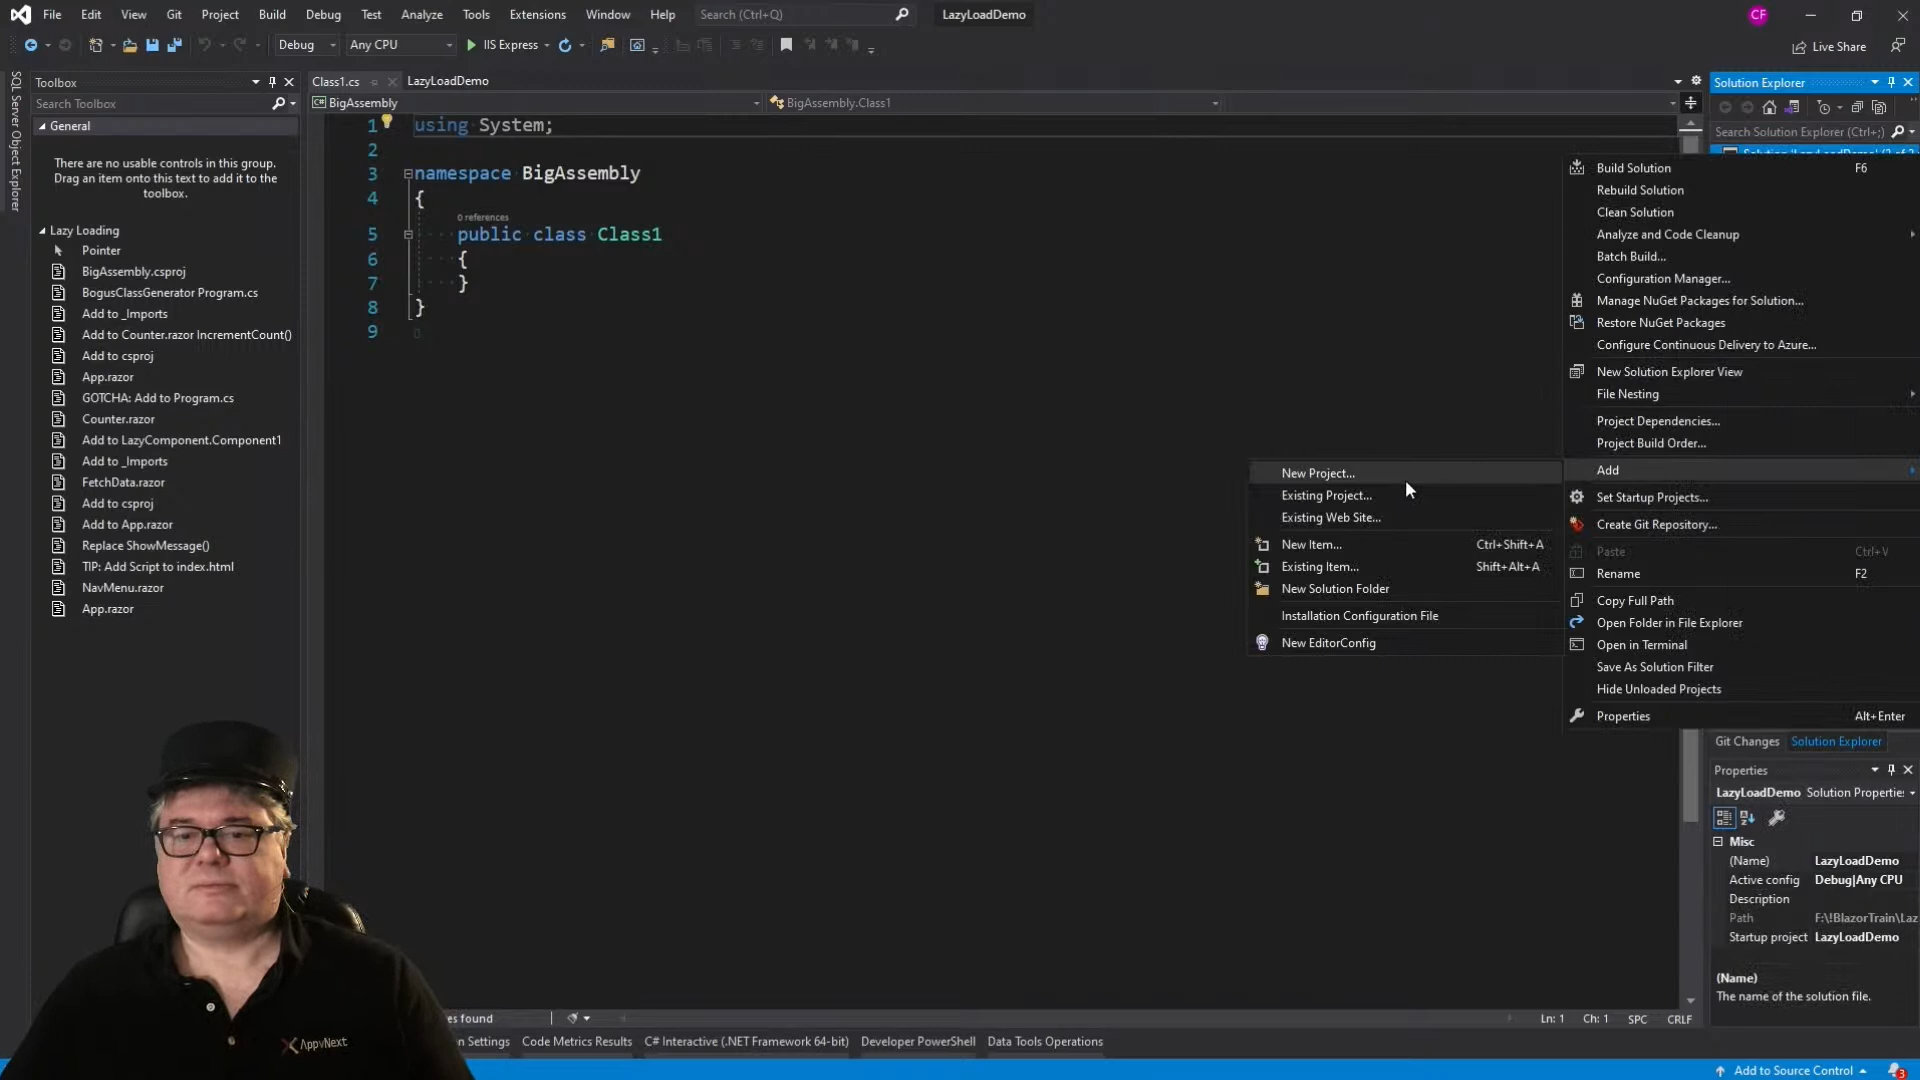 File Edit View Git Project Build Debug Test Analyze Tools Extensions Window Help Search (Ctrl+Q) LazyLoadDemo CF
Debug Any CPU IIS Express Live Share
SQL Server Object Explorer
Toolbox
Search Toolbox
General
There are no usable controls in this group.
Drag an item onto this text to add it to the
toolbox.
Lazy Loading
Pointer
BigAssembly.csproj
BogusClassGenerator Program.cs
Add to _Imports
Add to Counter.razor IncrementCount()
Add to csproj
App.razor
GOTCHA: Add to Program.cs
Counter.razor
Add to LazyComponent.Component1
Add to _Imports
FetchData.razor
Add to csproj
Add to App.razor
Replace ShowMessage()
TIP: Add Script to index.html
NavMenu.razor
App.razor
Class1.cs LazyLoadDemo
BigAssembly BigAssembly.Class1
1 using System;
2
3 namespace BigAssembly
4 {
0 references
5 public class Class1
6 {
7 }
8 }
9
New Project...
Existing Project...
Existing Web Site...
New Item... Ctrl+Shift+A
Existing Item... Shift+Alt+A
New Solution Folder
Installation Configuration File
New EditorConfig
Solution Explorer
Search Solution Explorer (Ctrl+;)
Build Solution F6
Rebuild Solution
Clean Solution
Analyze and Code Cleanup
Batch Build...
Configuration Manager...
Manage NuGet Packages for Solution...
Restore NuGet Packages
Configure Continuous Delivery to Azure...
New Solution Explorer View
File Nesting
Project Dependencies...
Project Build Order...
Add
Set Startup Projects...
Create Git Repository...
Paste Ctrl+V
Rename F2
Copy Full Path
Open Folder in File Explorer
Open in Terminal
Save As Solution Filter
Hide Unloaded Projects
Properties Alt+Enter
Git Changes Solution Explorer
Properties
LazyLoadDemo Solution Properties
Misc
(Name) LazyLoadDemo
Active config Debug|Any CPU
Description
Path F:\!BlazorTrain\Laz
Startup project LazyLoadDemo
(Name)
The name of the solution file.
AppvNext
es found Ln: 1 Ch: 1 SPC CRLF
n Settings Code Metrics Results C# Interactive (.NET Framework 64-bit) Developer PowerShell Data Tools Operations
Add to Source Control 3